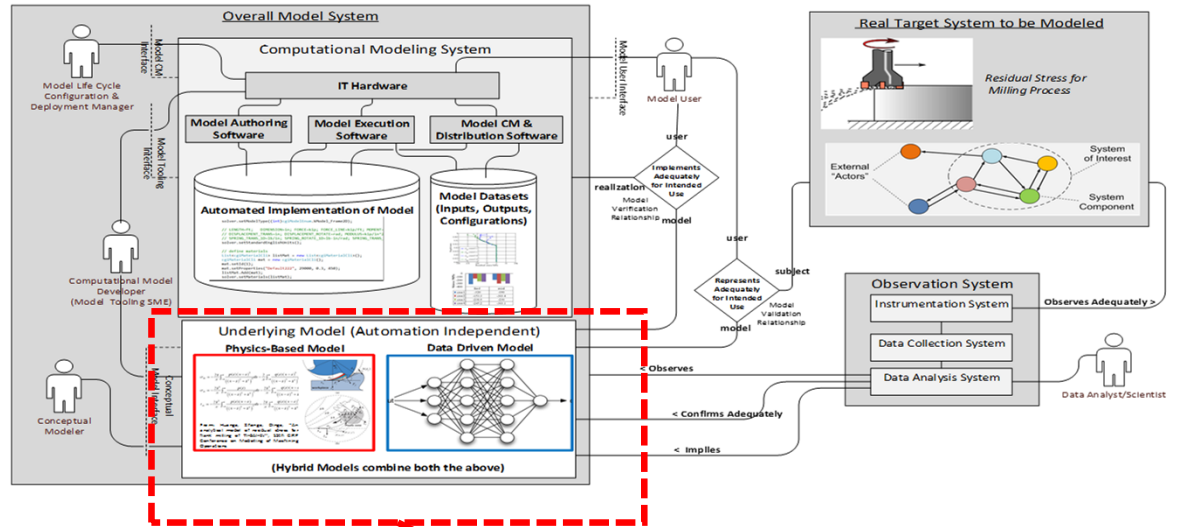 Overall Model System
Computational Modeling System
Model CM
Interface
Model Life Cycle
Configuration &
Deployment Manager
IT Hardware
Model User Interface
Model User
Model Authoring
Software
Model Execution
Software
Model CM &
Distribution Software
Model Tooling
Interface
Automated Implementation of Model
Model Datasets
(Inputs, Outputs,
Configurations)
Computational Model
Developer
(Model Tooling SME)
user
Implements
Adequately
for Intended
Use
realization
Model
Verification
Relationship
model
user
Represents
Adequately
for Intended
Use
subject
Model
Validation
Relationship
model
Real Target System to be Modeled
Residual Stress for
Milling Process
External
"Actors"
System
of Interest
System
Component
Observation System
Instrumentation System
Observes Adequately >
Data Collection System
Data Analysis System
Data Analyst/Scientist
Underlying Model (Automation Independent)
Physics-Based Model
Data Driven Model
Conceptual
Model Interface
Conceptual
Modeler
(Hybrid Models combine both the above)
< Observes
< Confirms Adequately
< Implies